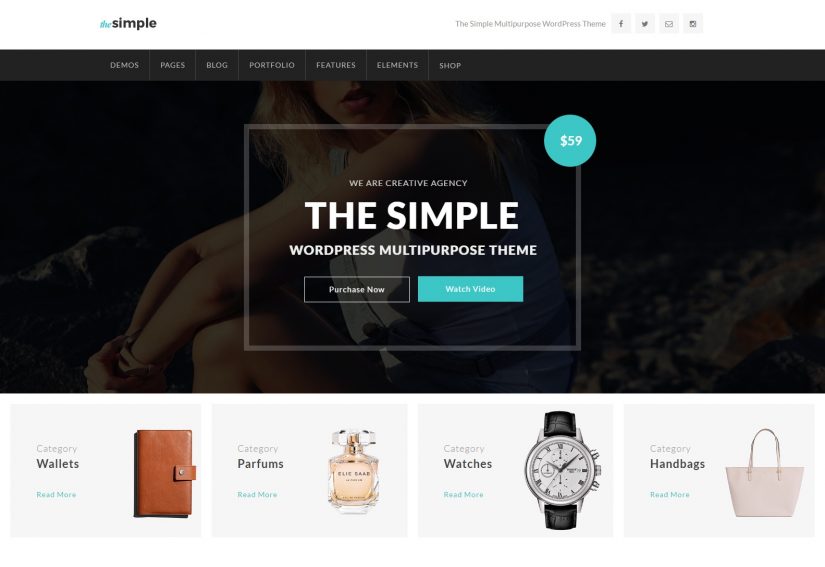 the simple
The Simple Multipurpose WordPress Theme
DEMOS PAGES BLOG PORTFOLIO FEATURES ELEMENTS SHOP
$59
WE ARE CREATIVE AGENCY
THE SIMPLE
WORDPRESS MULTIPURPOSE THEME
Purchase Now Watch Video
Category
Wallets
Read More
Category
Parfums
Read More
ELIE SAAB
LE PARFUM
Category
Watches
Read More
Category
Handbags
Read More